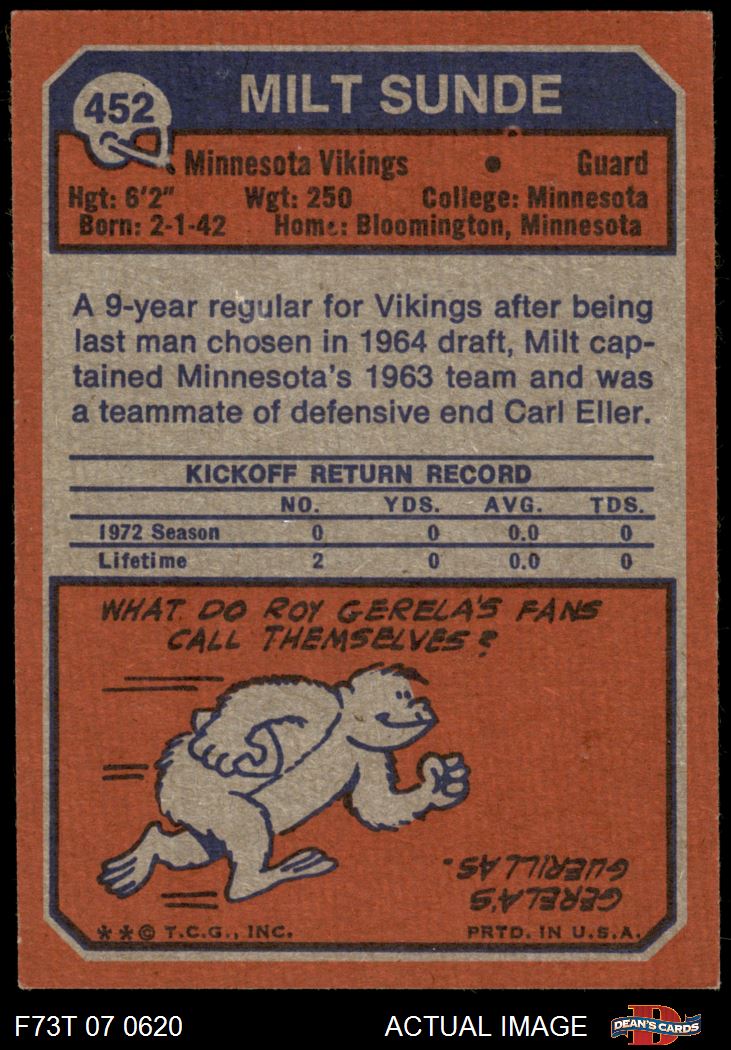 452
MILT SUNDE
Minnesota Vikings • Guard
Hgt: 6'2" Wgt: 250 College: Minnesota
Born: 2-1-42 Home: Bloomington, Minnesota
A 9-year regular for Vikings after being
last man chosen in 1964 draft, Milt cap-
tained Minnesota's 1963 team and was
a teammate of defensive end Carl Eller.
KICKOFF RETURN RECORD
NO. YDS. AVG. TDS.
1972 Season 0 0 0.0 0
Lifetime 2 0 0.0 0
WHAT DO ROY GERELA'S FANS
CALL THEMSELVES?
GERELA'S
GUERILLAS.
**© T.C.G., INC. PRTD. IN U.S.A.
F73T 07 0620 ACTUAL IMAGE
D
DEAN'S CARDS